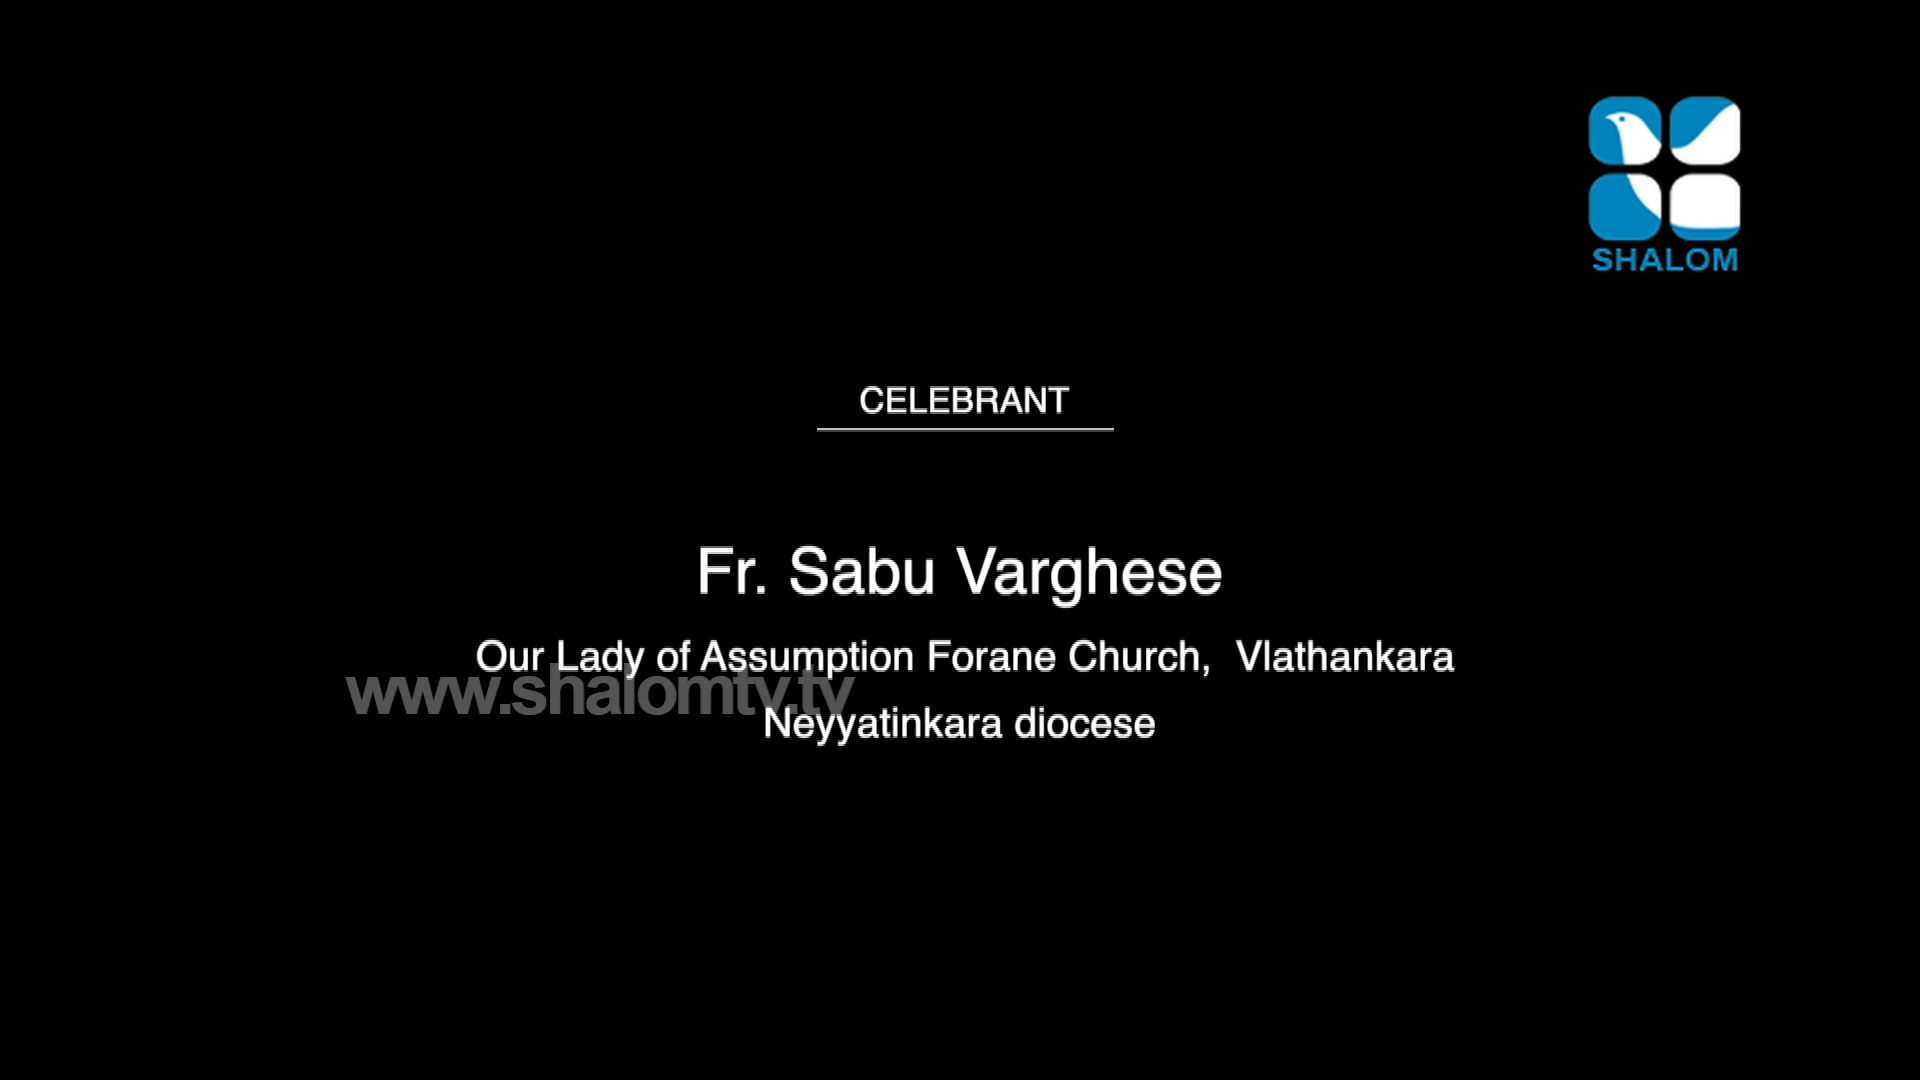 SHALOM
CELEBRANT
Fr. Sabu Varghese
Our Lady of Assumption Forane Church, Vlathankara
www.shalomtv.tv
Neyyatinkara diocese